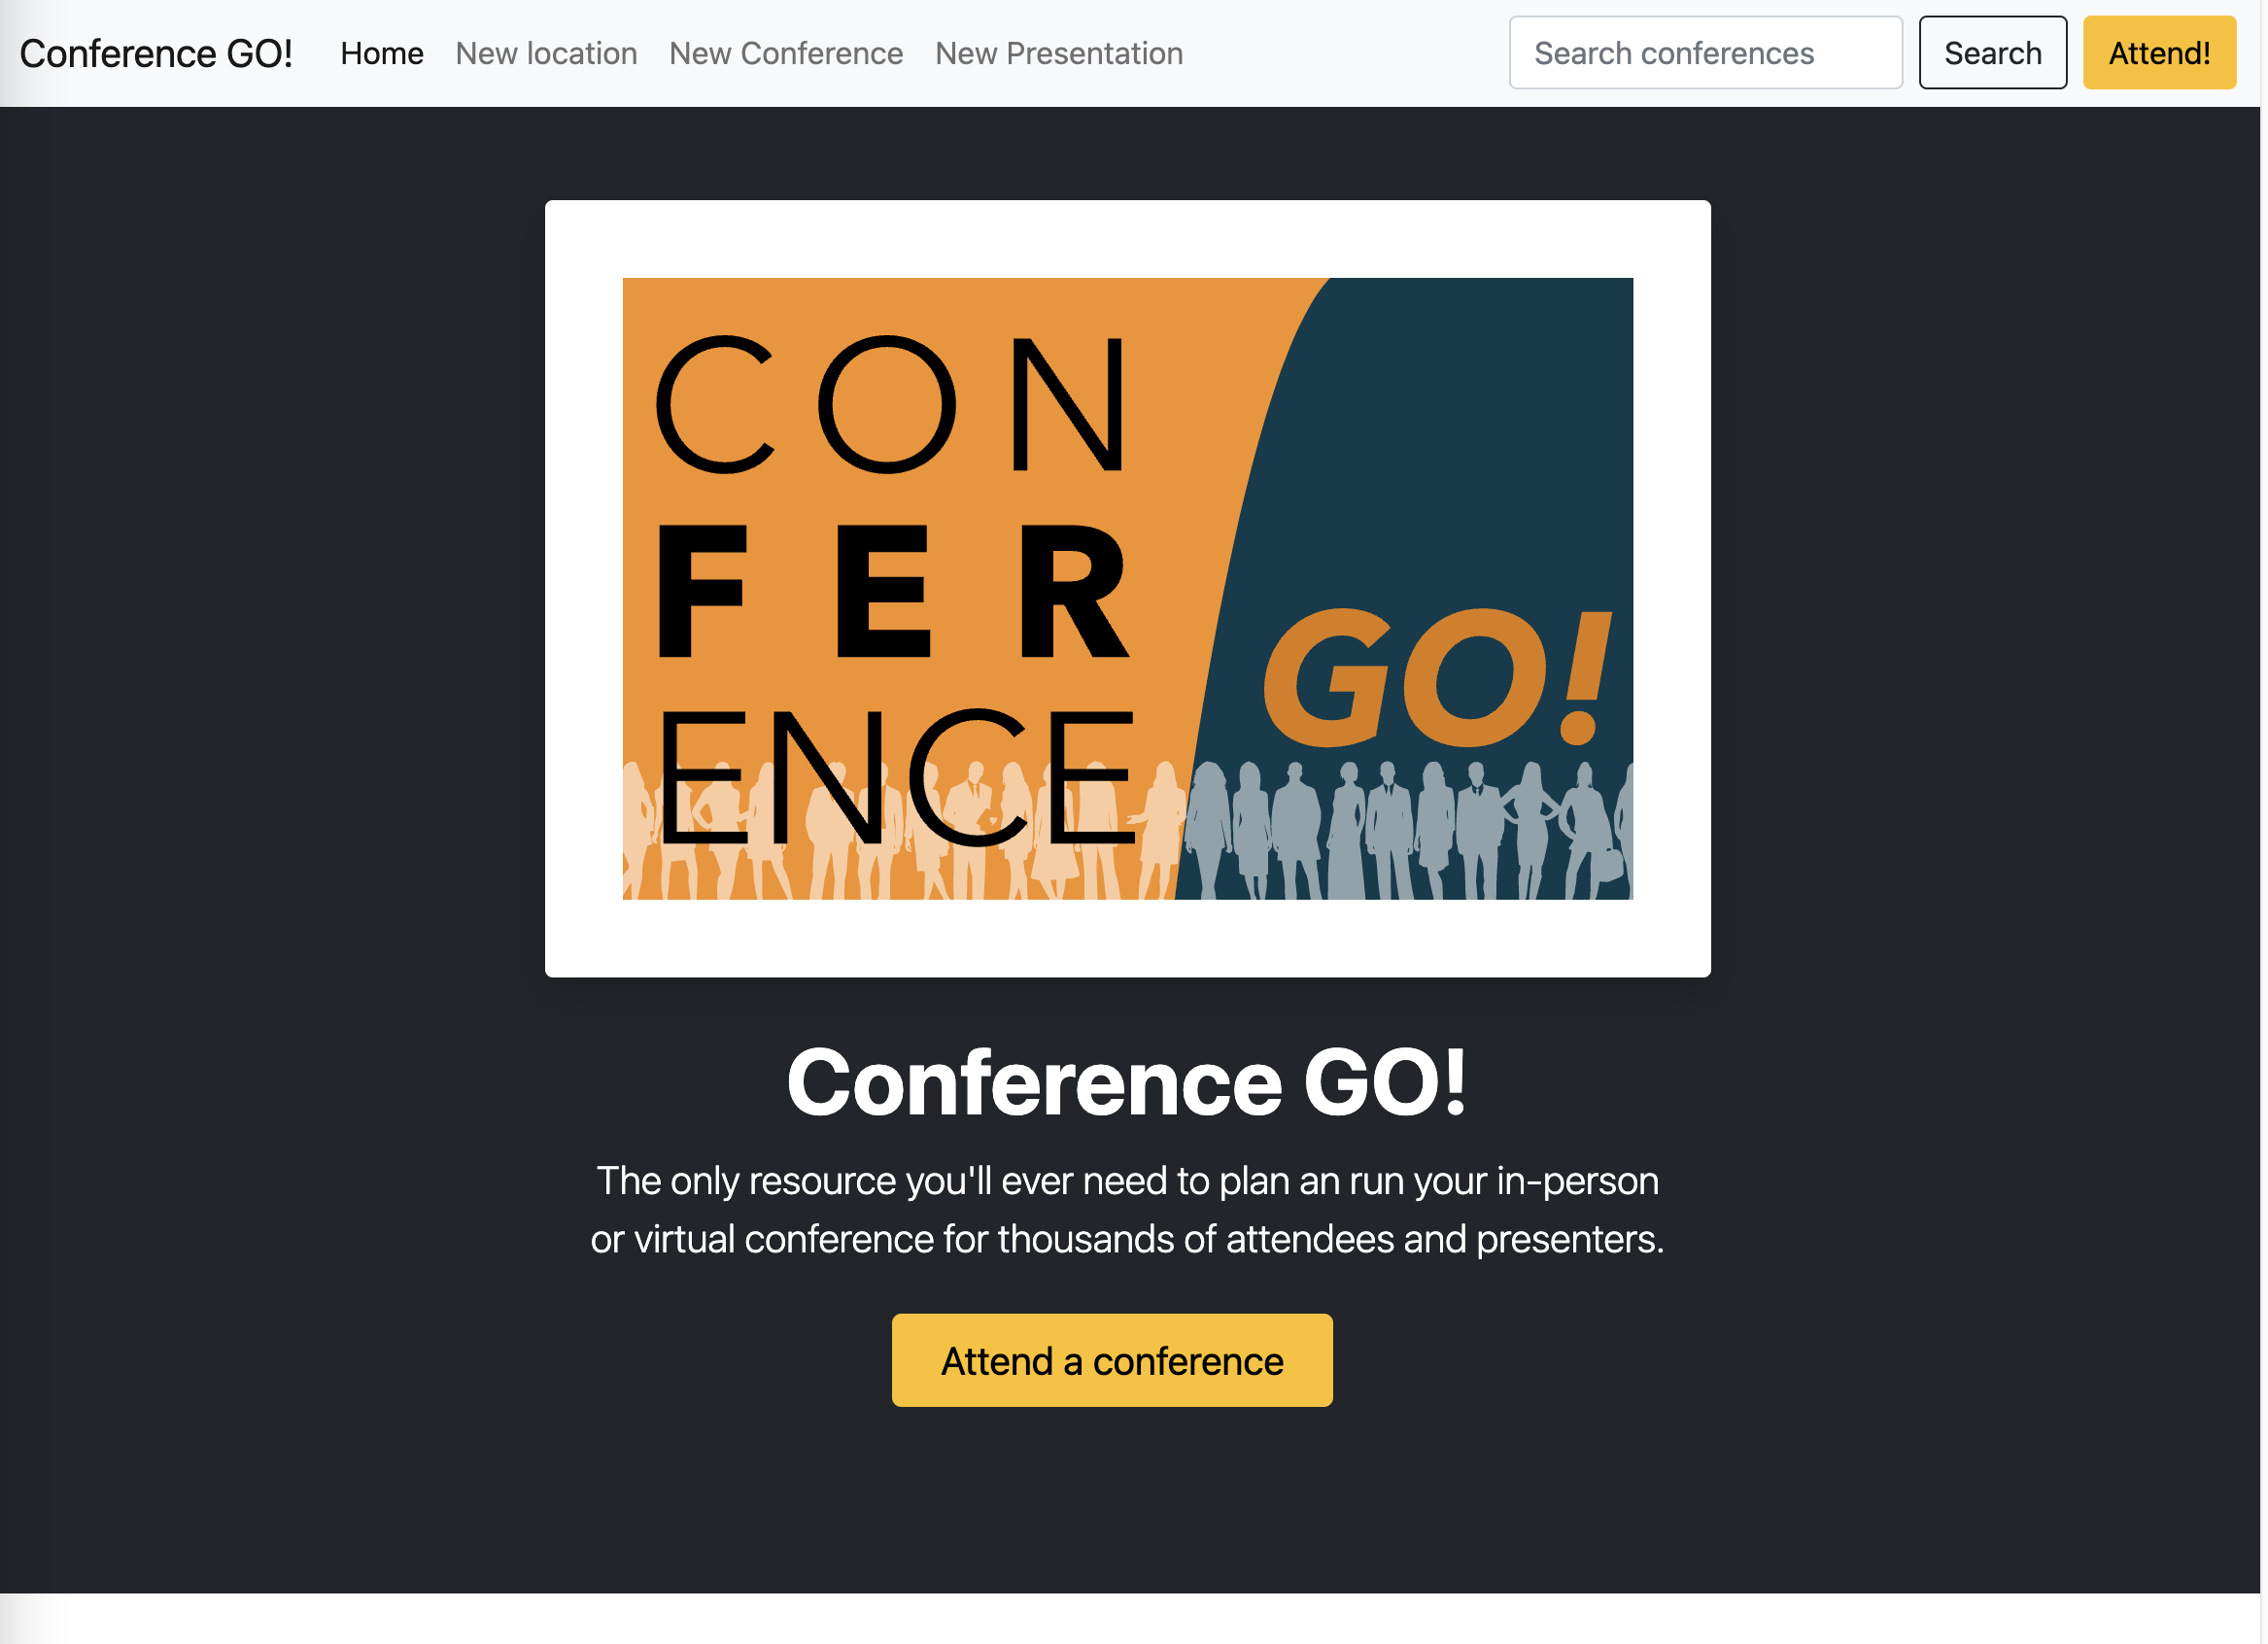 Conference GO! Home New location New Conference New Presentation Search conferences Search Attend!
CON
FER
ENCE
GO!
Conference GO!
The only resource you'll ever need to plan an run your in-person
or virtual conference for thousands of attendees and presenters.
Attend a conference